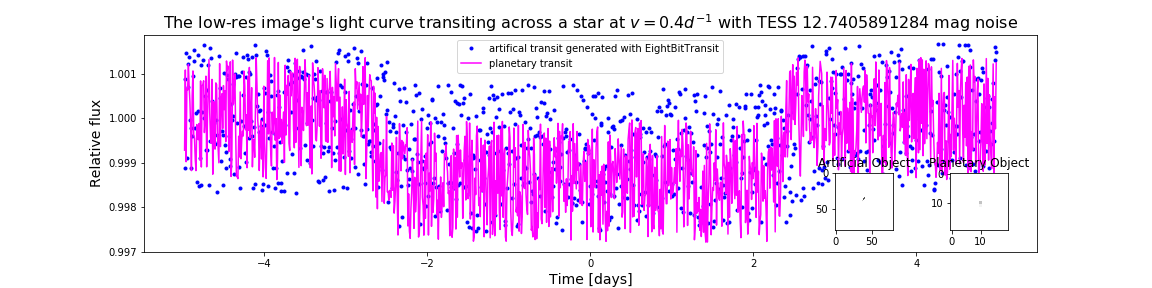 The low-res image's light curve transiting across a star at v = 0.4d⁻¹ with TESS 12.7405891284 mag noise
artifical transit generated with EightBitTransit
planetary transit
Relative flux
1.001
1.000
0.999
0.998
0.997
−4
−2
0
2
4
Time [days]
Artificial Object
0
50
0
50
Planetary Object
0
10
0
10